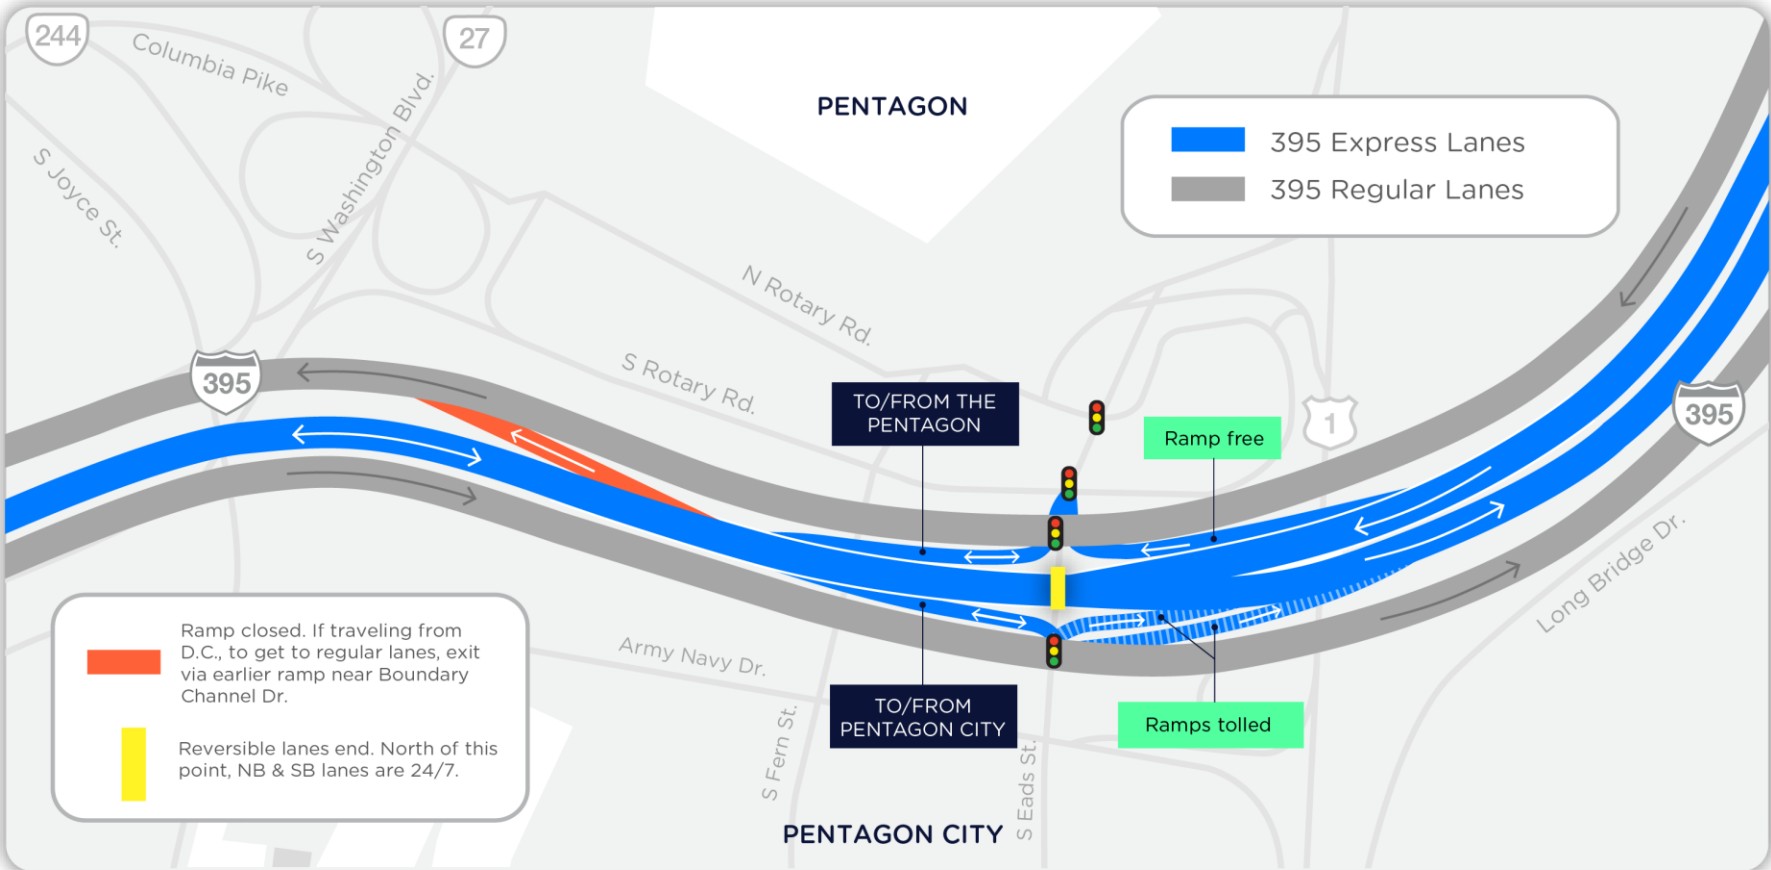 244
Columbia Pike
27
S Joyce St.
S Washington Blvd.
PENTAGON
395 Express Lanes
395 Regular Lanes
N Rotary Rd.
S Rotary Rd.
395
TO/FROM THE
PENTAGON
Ramp free
1
395
Long Bridge Dr.
Ramp closed. If traveling from
D.C., to get to regular lanes, exit
via earlier ramp near Boundary
Channel Dr.
Reversible lanes end. North of this
point, NB & SB lanes are 24/7.
Army Navy Dr.
TO/FROM
PENTAGON CITY
Ramps tolled
S Fern St.
S Eads St.
PENTAGON CITY